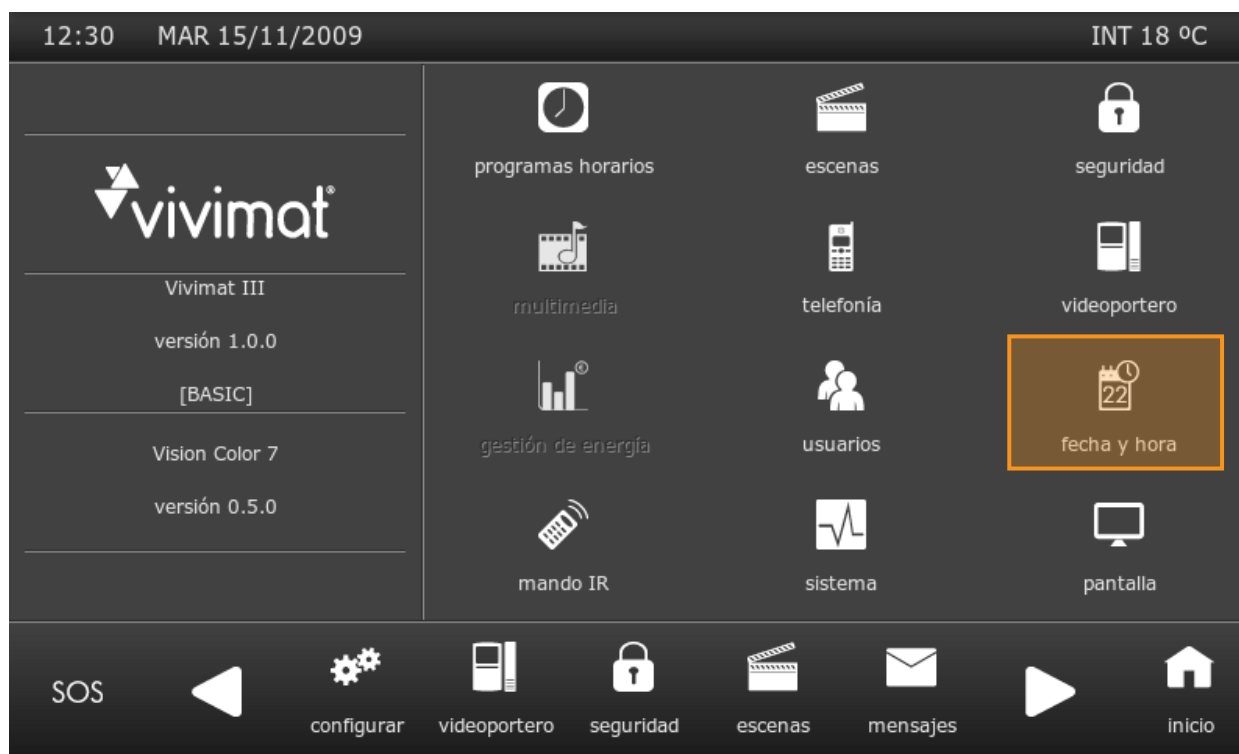 12:30 MAR 15/11/2009 INT 18 ºC
vivimat®
Vivimat III
versión 1.0.0
[BASIC]
Vision Color 7
versión 0.5.0
programas horarios escenas seguridad
multimedia telefonía videoportero
€
22
gestión de energía usuarios fecha y hora
mando IR sistema pantalla
SOS
configurar videoportero seguridad escenas mensajes inicio